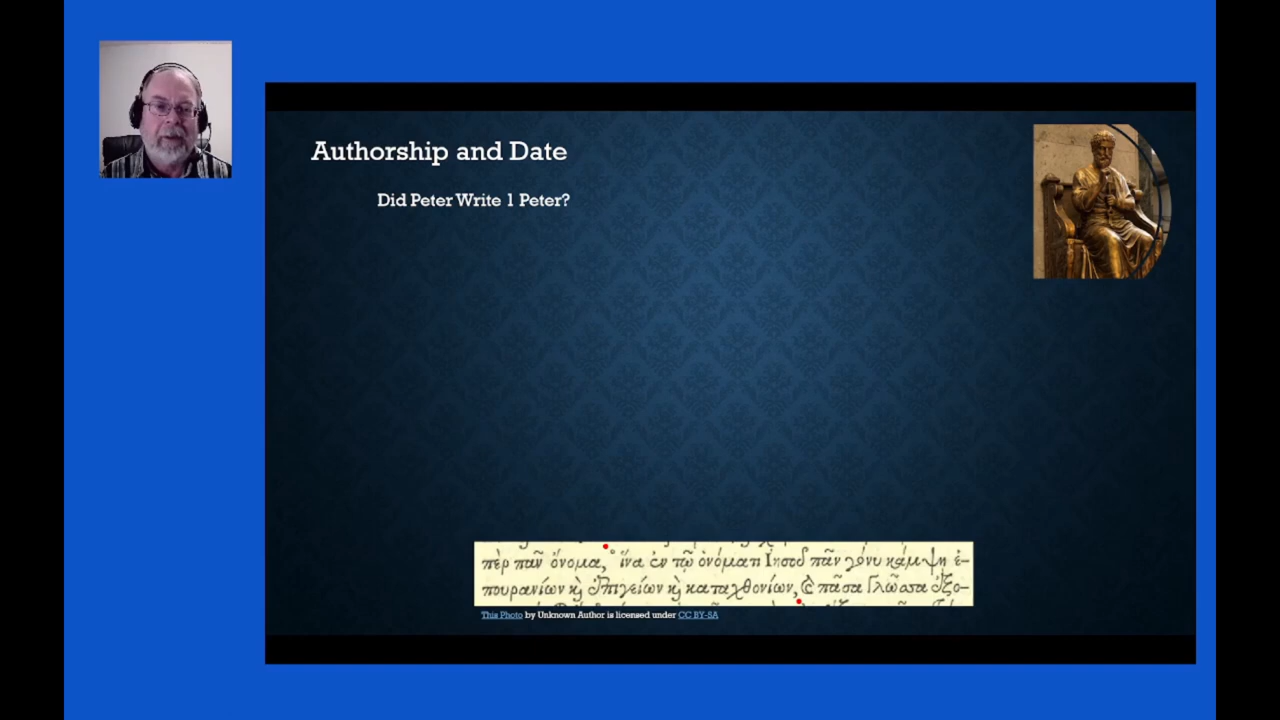 Authorship and Date
Did Peter Write 1 Peter?
πὲρ πᾶν ὄνομα, ἵνα ἐν τῷ ὀνόματι Ἰησοῦ πᾶν γόνυ κάμψῃ ἐ-
πουρανίων κ̀ ἐπιγείων κ̀ καταχθονίων, κ̀ πᾶσα γλῶσσα ἐξο-
This Photo by Unknown Author is licensed under CC BY-SA